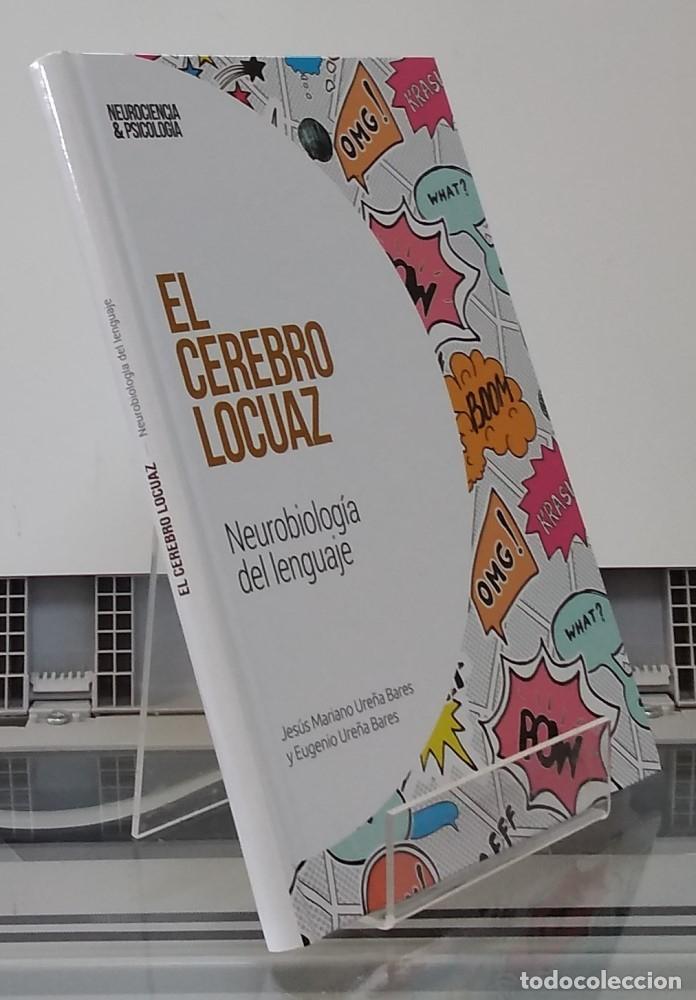 NEUROCIENCIA
& PSICOLOGÍA
EL
CEREBRO
LOCUAZ
Neurobiología
del lenguaje
Jesús Mariano Ureña Bares
y Eugenio Ureña Bares
EL CEREBRO LOCUAZ Neurobiología del lenguaje
OMG!
KRASH
WHAT?
BOOM
KRASH
OMG!
WHAT?
POW
todocoleccion